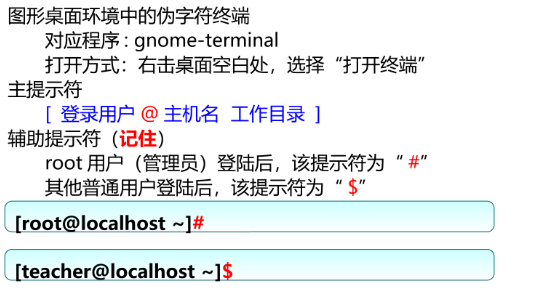 图形桌面环境中的伪字符终端
对应程序：gnome-terminal
打开方式：右击桌面空白处，选择“打开终端”
主提示符
[ 登录用户 @ 主机名 工作目录 ]
辅助提示符（记住）
root 用户（管理员）登陆后，该提示符为“ #”
其他普通用户登陆后，该提示符为“ $”
[root@localhost ~]#
[teacher@localhost ~]$